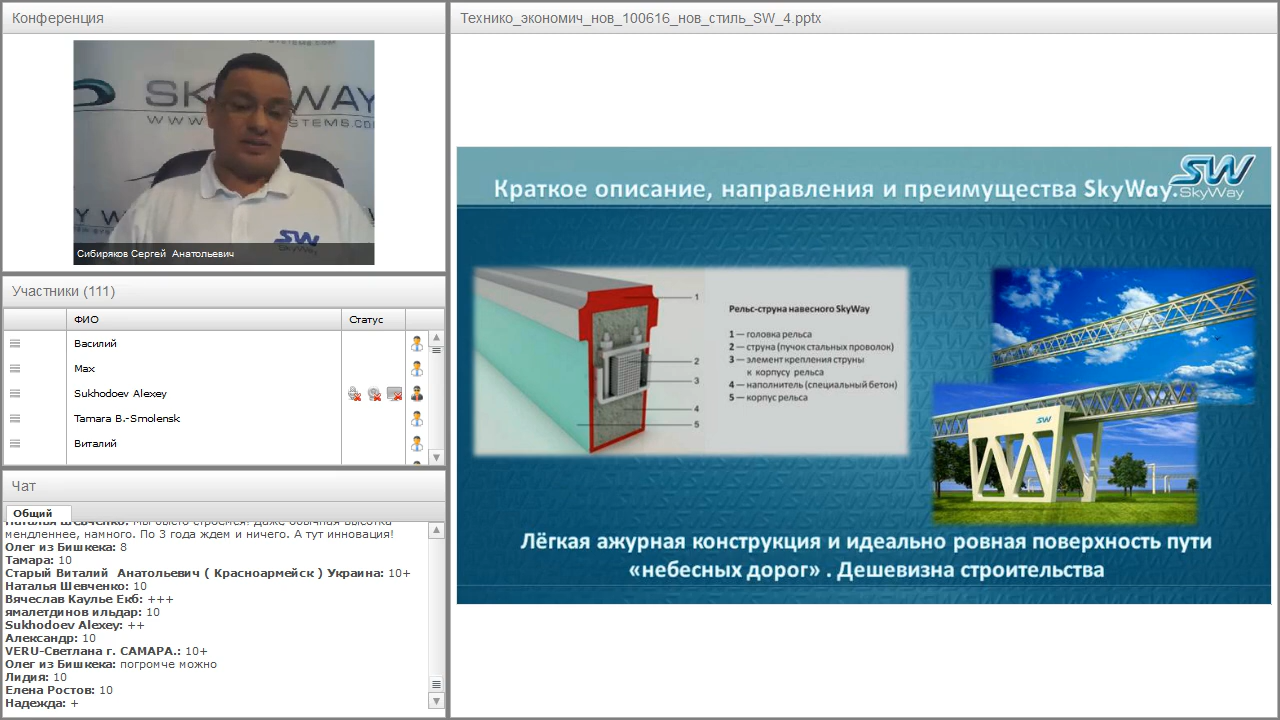 Конференция
SKYWAY
WWW
STEMS.COM
SW
SkyWay
Сибиряков Сергей Анатольевич
Участники (111)
ФИО
Статус
Василий
Max
Sukhodoev Alexey
Tamara B.-Smolensk
Виталий
Чат
Общий
мендленнее, намного. По 3 года ждем и ничего. А тут инновация!
Олег из Бишкека: 8
Тамара: 10
Старый Виталий Анатольевич ( Красноармейск ) Украина: 10+
Наталья Шевченко: 10
Вячеслав Каулье Екб: +++
ямалетдинов ильдар: 10
Sukhodoev Alexey: ++
Александр: 10
VERU-Светлана г. САМАРА.: 10+
Олег из Бишкека: погромче можно
Лидия: 10
Елена Ростов: 10
Надежда: +
Технико_экономич_нов_100616_нов_стиль_SW_4.pptx
Краткое описание, направления и преимущества SkyWay.
SW
SkyWay
1
2
3
4
5
Рельс-струна навесного SkyWay
1 — головка рельса
2 — струна (пучок стальных проволок)
3 — элемент крепления струны
к корпусу рельса
4 — наполнитель (специальный бетон)
5 — корпус рельса
SW
Лёгкая ажурная конструкция и идеально ровная поверхность пути
«небесных дорог» . Дешевизна строительства